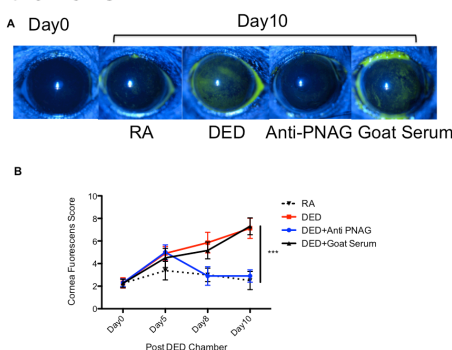 A
Day0
Day10
RA
DED
Anti-PNAG
Goat Serum
B
Cornea Fluorescens Score
10
8
6
4
2
0
Day0
Day5
Day8
Day10
Post DED Chamber
RA
DED
DED+Anti PNAG
DED+Goat Serum
***